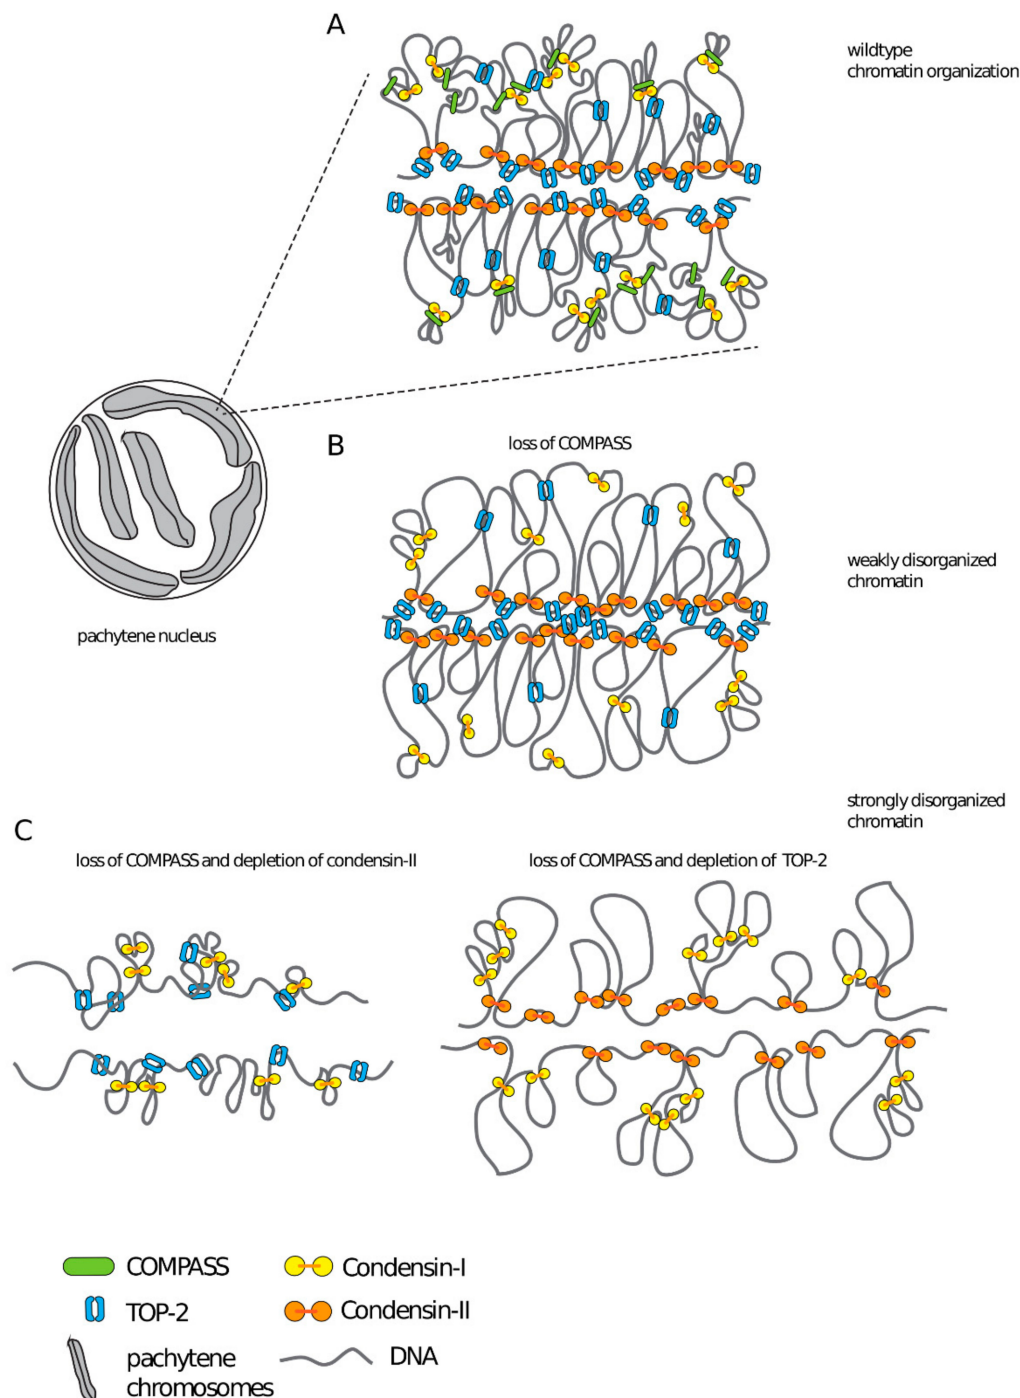 A
wildtype
chromatin organization
B
loss of COMPASS
weakly disorganized
chromatin
pachytene nucleus
strongly disorganized
chromatin
C
loss of COMPASS and depletion of condensin-II
loss of COMPASS and depletion of TOP-2
COMPASS
Condensin-I
TOP-2
Condensin-II
pachytene
chromosomes
DNA